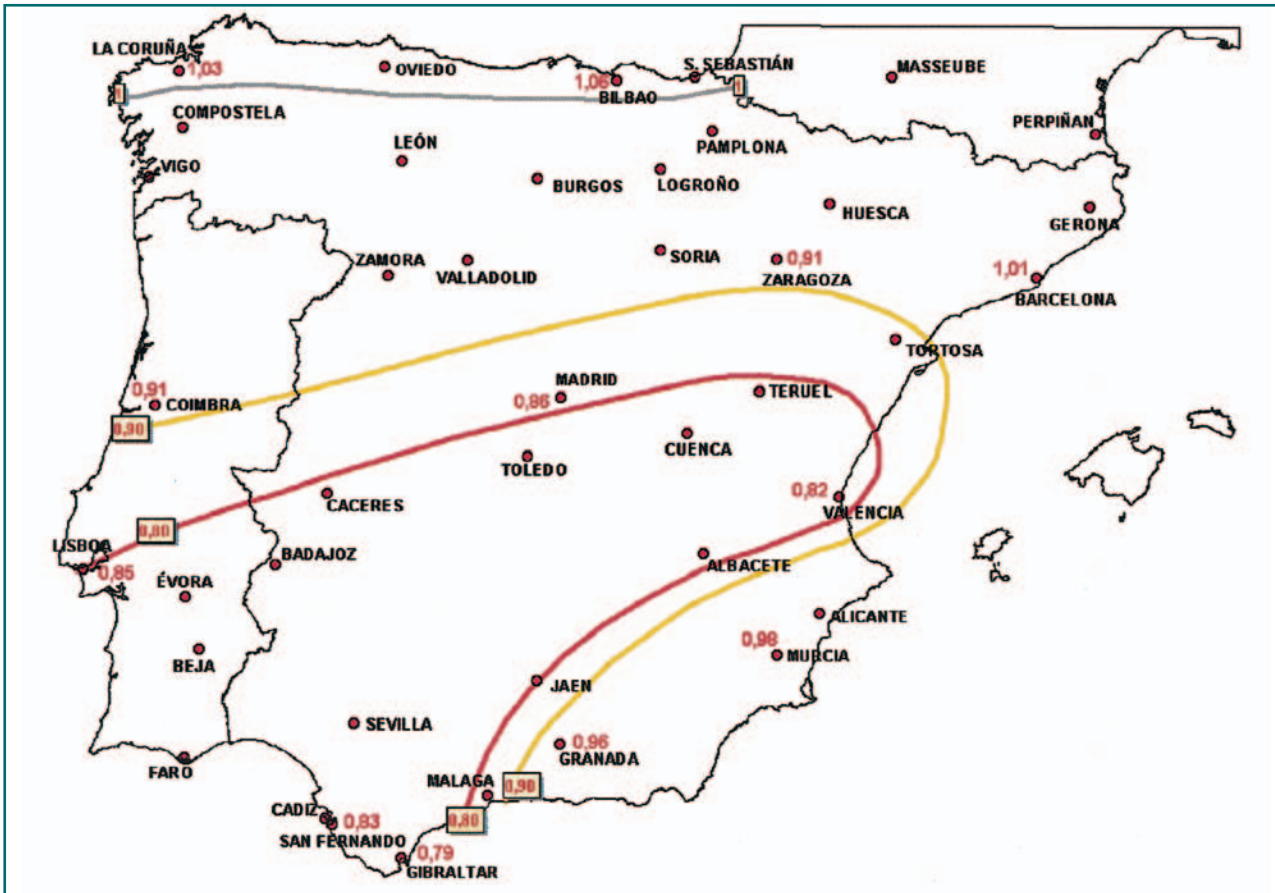 LA CORUÑA
1,03
OVIEDO
1,06
BILBAO
S. SEBASTIÁN
MASSEUBE
1
1
COMPOSTELA
PERPIÑAN
PAMPLONA
LEÓN
VIGO
BURGOS
LOGROÑO
HUESCA
GERONA
ZAMORA
VALLADOLID
SORIA
0,91
ZARAGOZA
1,01
BARCELONA
TORTOSA
0,91
COIMBRA
MADRID
0,86
TERUEL
0,90
CUENCA
TOLEDO
CACERES
0,82
VALENCIA
0,80
LISBOA
0,85
BADAJOZ
ÉVORA
ALBACETE
ALICANTE
0,98
MURCIA
BEJA
JAEN
SEVILLA
0,96
GRANADA
FARO
MALAGA
0,90
CADIZ
0,83
SAN FERNANDO
0,80
0,79
GIBRALTAR